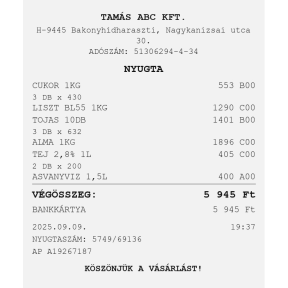 TAMÁS ABC KFT.
H-9445 Bakonyhidharaszti, Nagykanizsai utca
30.
ADÓSZÁM: 51306294-4-34
NYUGTA
CUKOR 1KG 553 B00
3 DB x 430
LISZT BL55 1KG 1290 C00
TOJAS 10DB 1401 B00
3 DB x 632
ALMA 1KG 1896 C00
TEJ 2,8% 1L 405 C00
2 DB x 200
ASVANYVIZ 1,5L 400 A00
VÉGÖSSZEG: 5 945 Ft
BANKKÁRTYA 5 945 Ft
2025.09.09. 19:37
NYUGTASZÁM: 5749/69136
AP A19267187
KÖSZÖNJÜK A VÁSÁRLÁST!